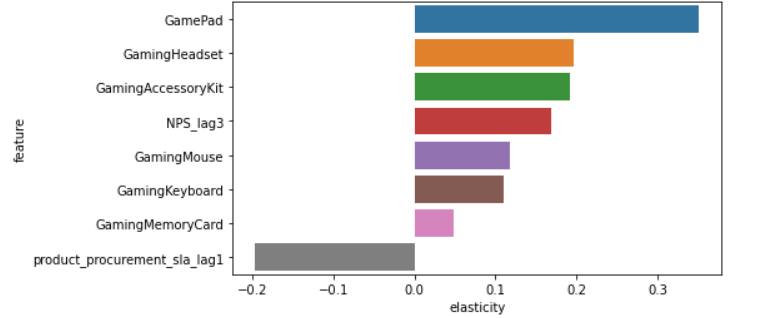 GamePad
GamingHeadset
GamingAccessoryKit
NPS_lag3
GamingMouse
GamingKeyboard
GamingMemoryCard
product_procurement_sla_lag1
feature
−0.2 −0.1 0.0 0.1 0.2 0.3
elasticity